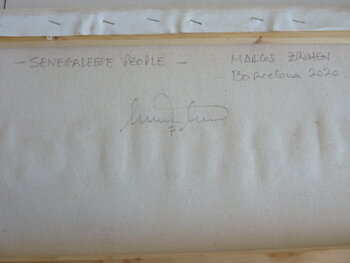 - SENEGALESE PEOPLE -
MARCOS ZRIHEN
Barcelona 2020